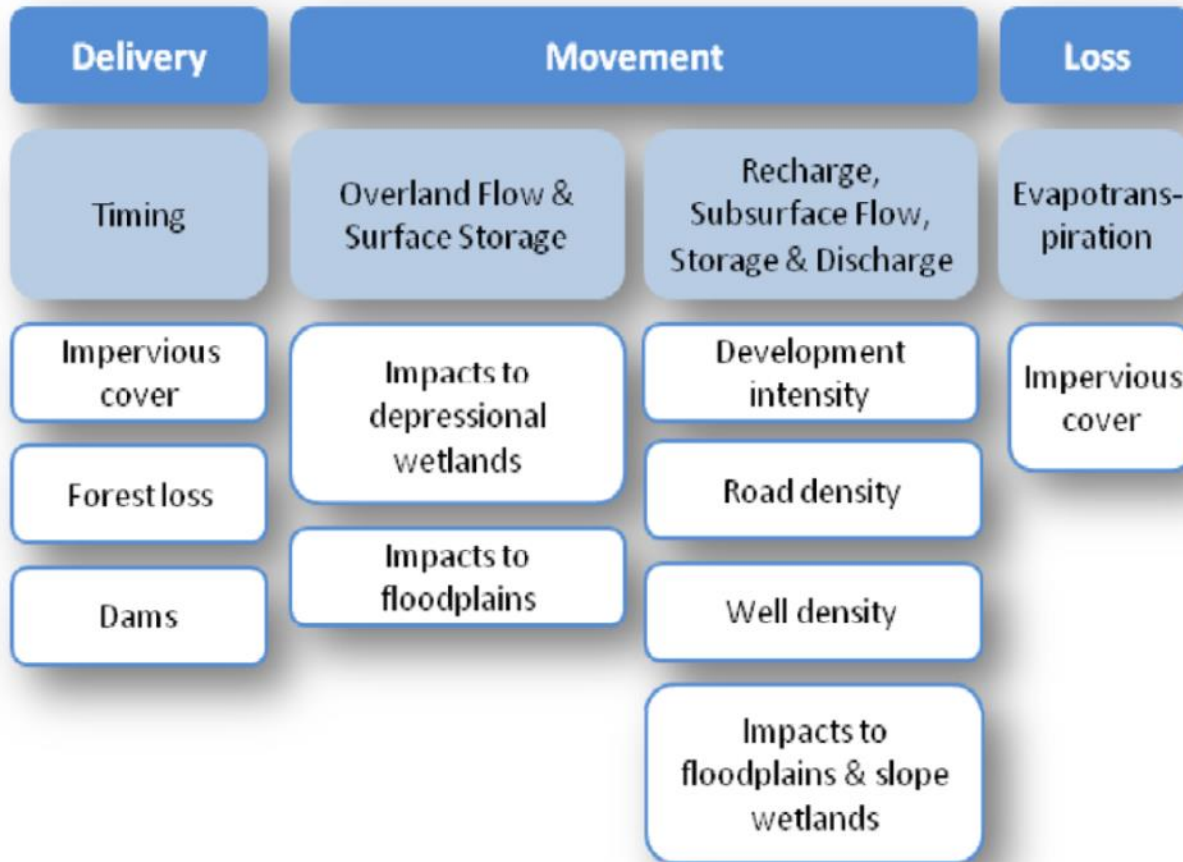 Delivery
Movement
Loss
Timing
Overland Flow &
Surface Storage
Recharge,
Subsurface Flow,
Storage & Discharge
Evapotrans-
piration
Impervious
cover
Forest loss
Dams
Impacts to
depressional
wetlands
Impacts to
floodplains
Development
intensity
Road density
Well density
Impacts to
floodplains & slope
wetlands
Impervious
cover